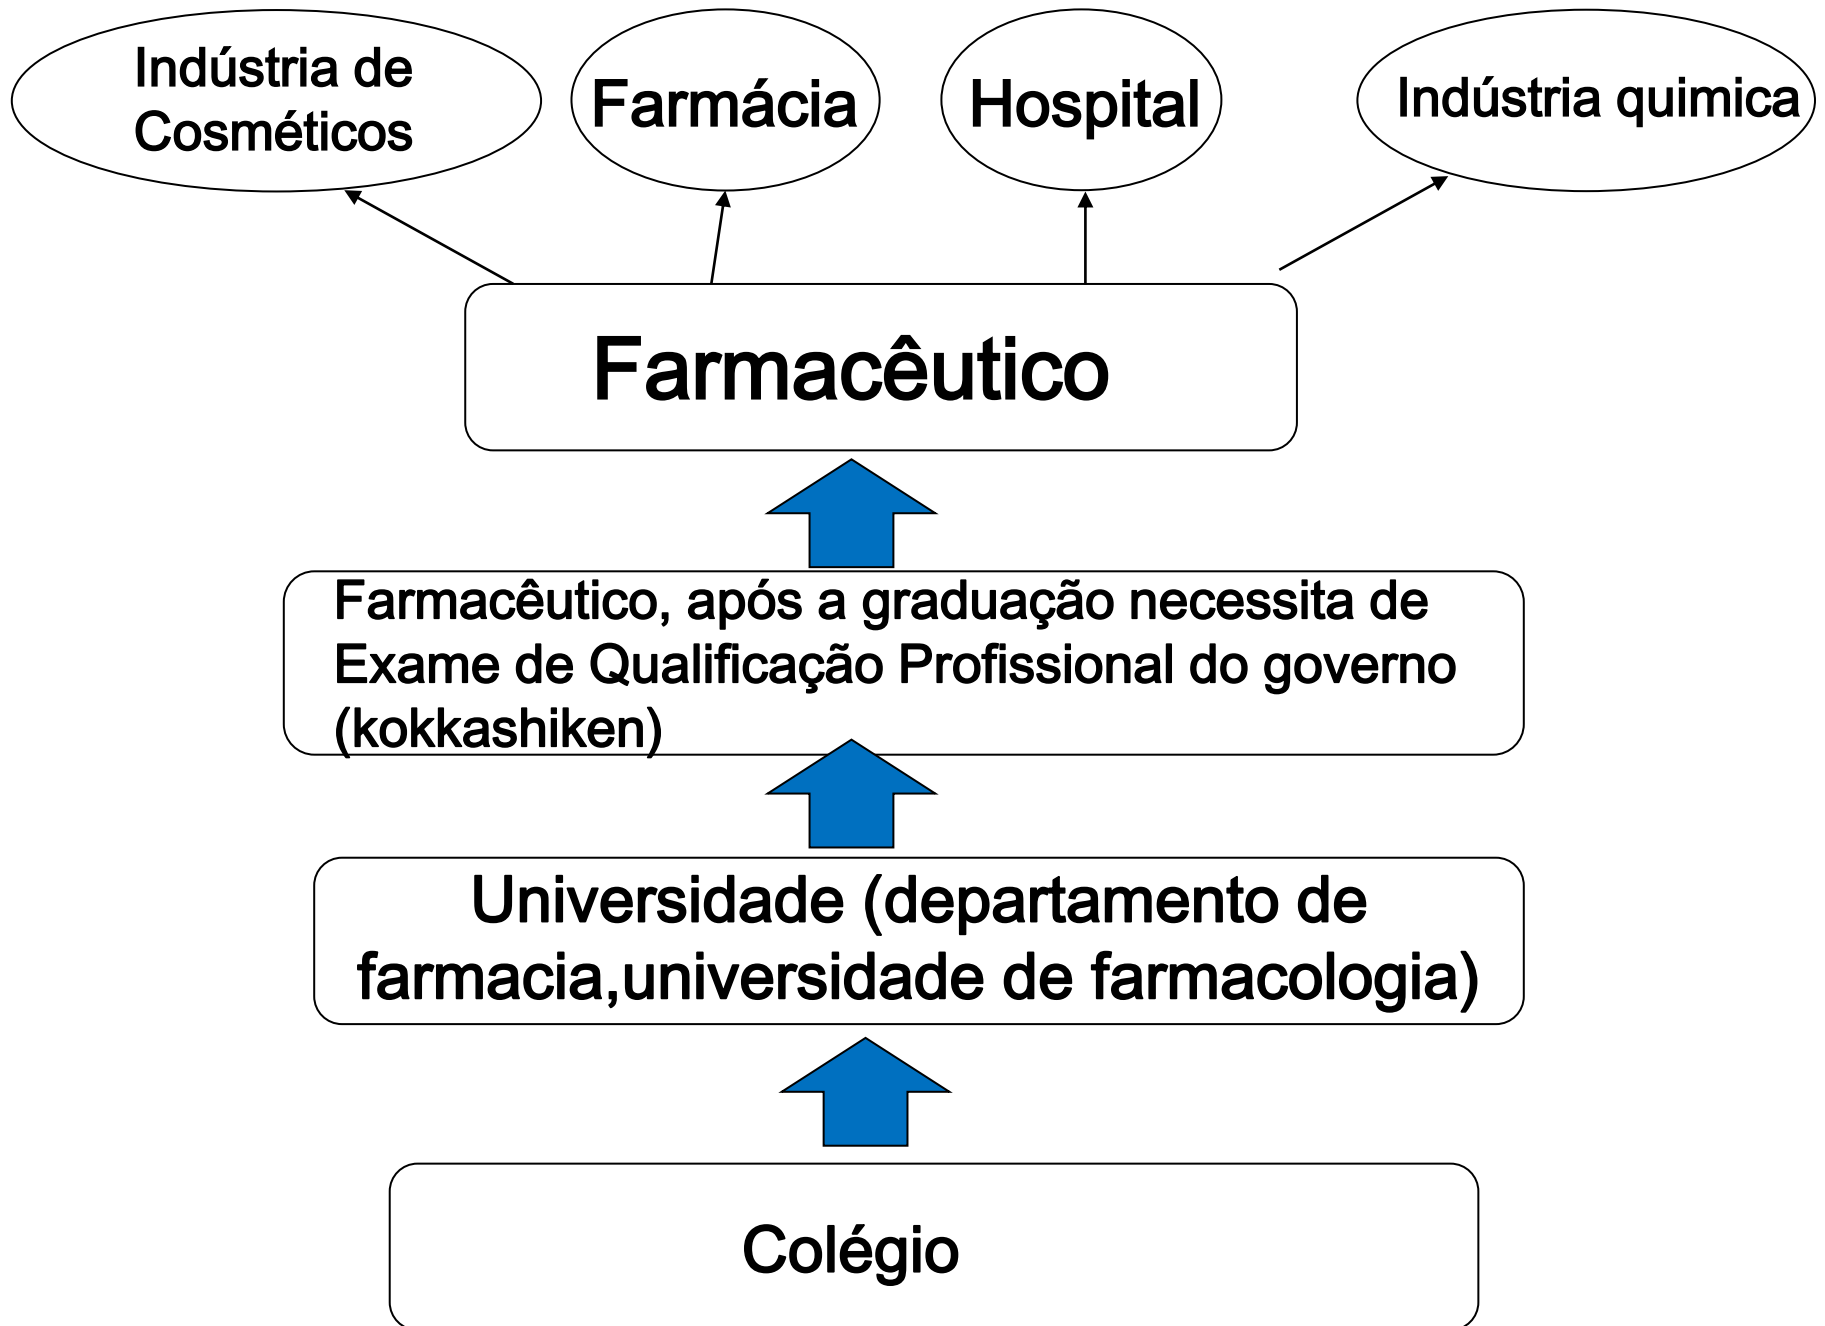 Indústria de
Cosméticos
Farmácia
Hospital
Indústria quimica
Farmacêutico
Farmacêutico, após a graduação necessita de
Exame de Qualificação Profissional do governo
(kokkashiken)
Universidade (departamento de
farmacia,universidade de farmacologia)
Colégio